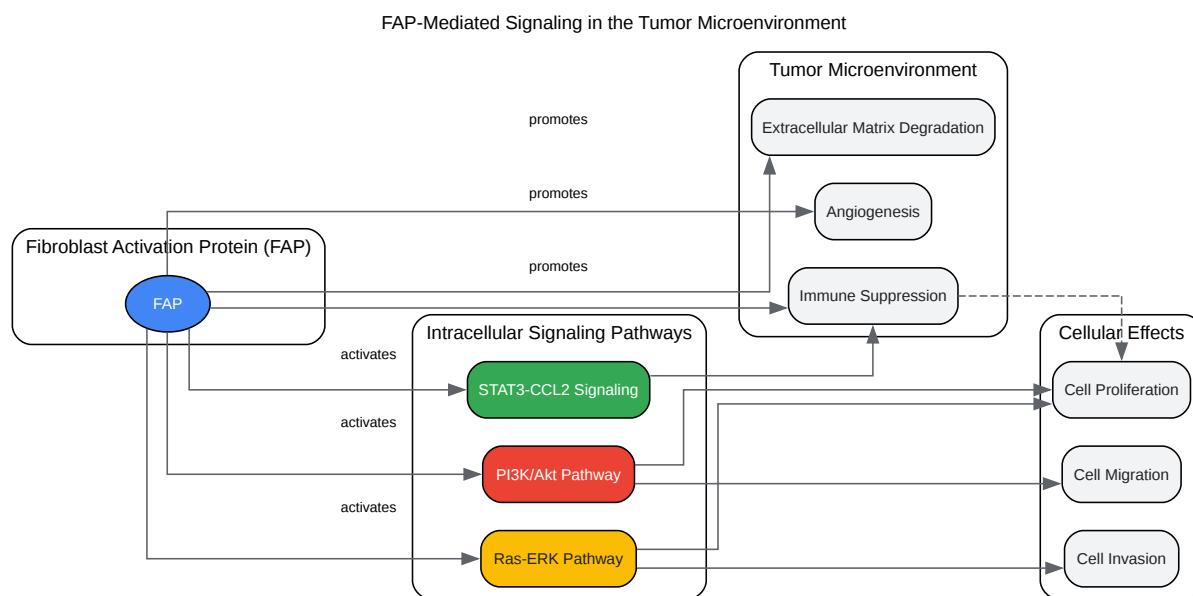 FAP-Mediated Signaling in the Tumor Microenvironment
Tumor Microenvironment
promotes
Extracellular Matrix Degradation
promotes
Angiogenesis
Fibroblast Activation Protein (FAP)
promotes
FAP
Immune Suppression
Intracellular Signaling Pathways
Cellular Effects
activates
STAT3-CCL2 Signaling
Cell Proliferation
activates
PI3K/Akt Pathway
Cell Migration
activates
Ras-ERK Pathway
Cell Invasion